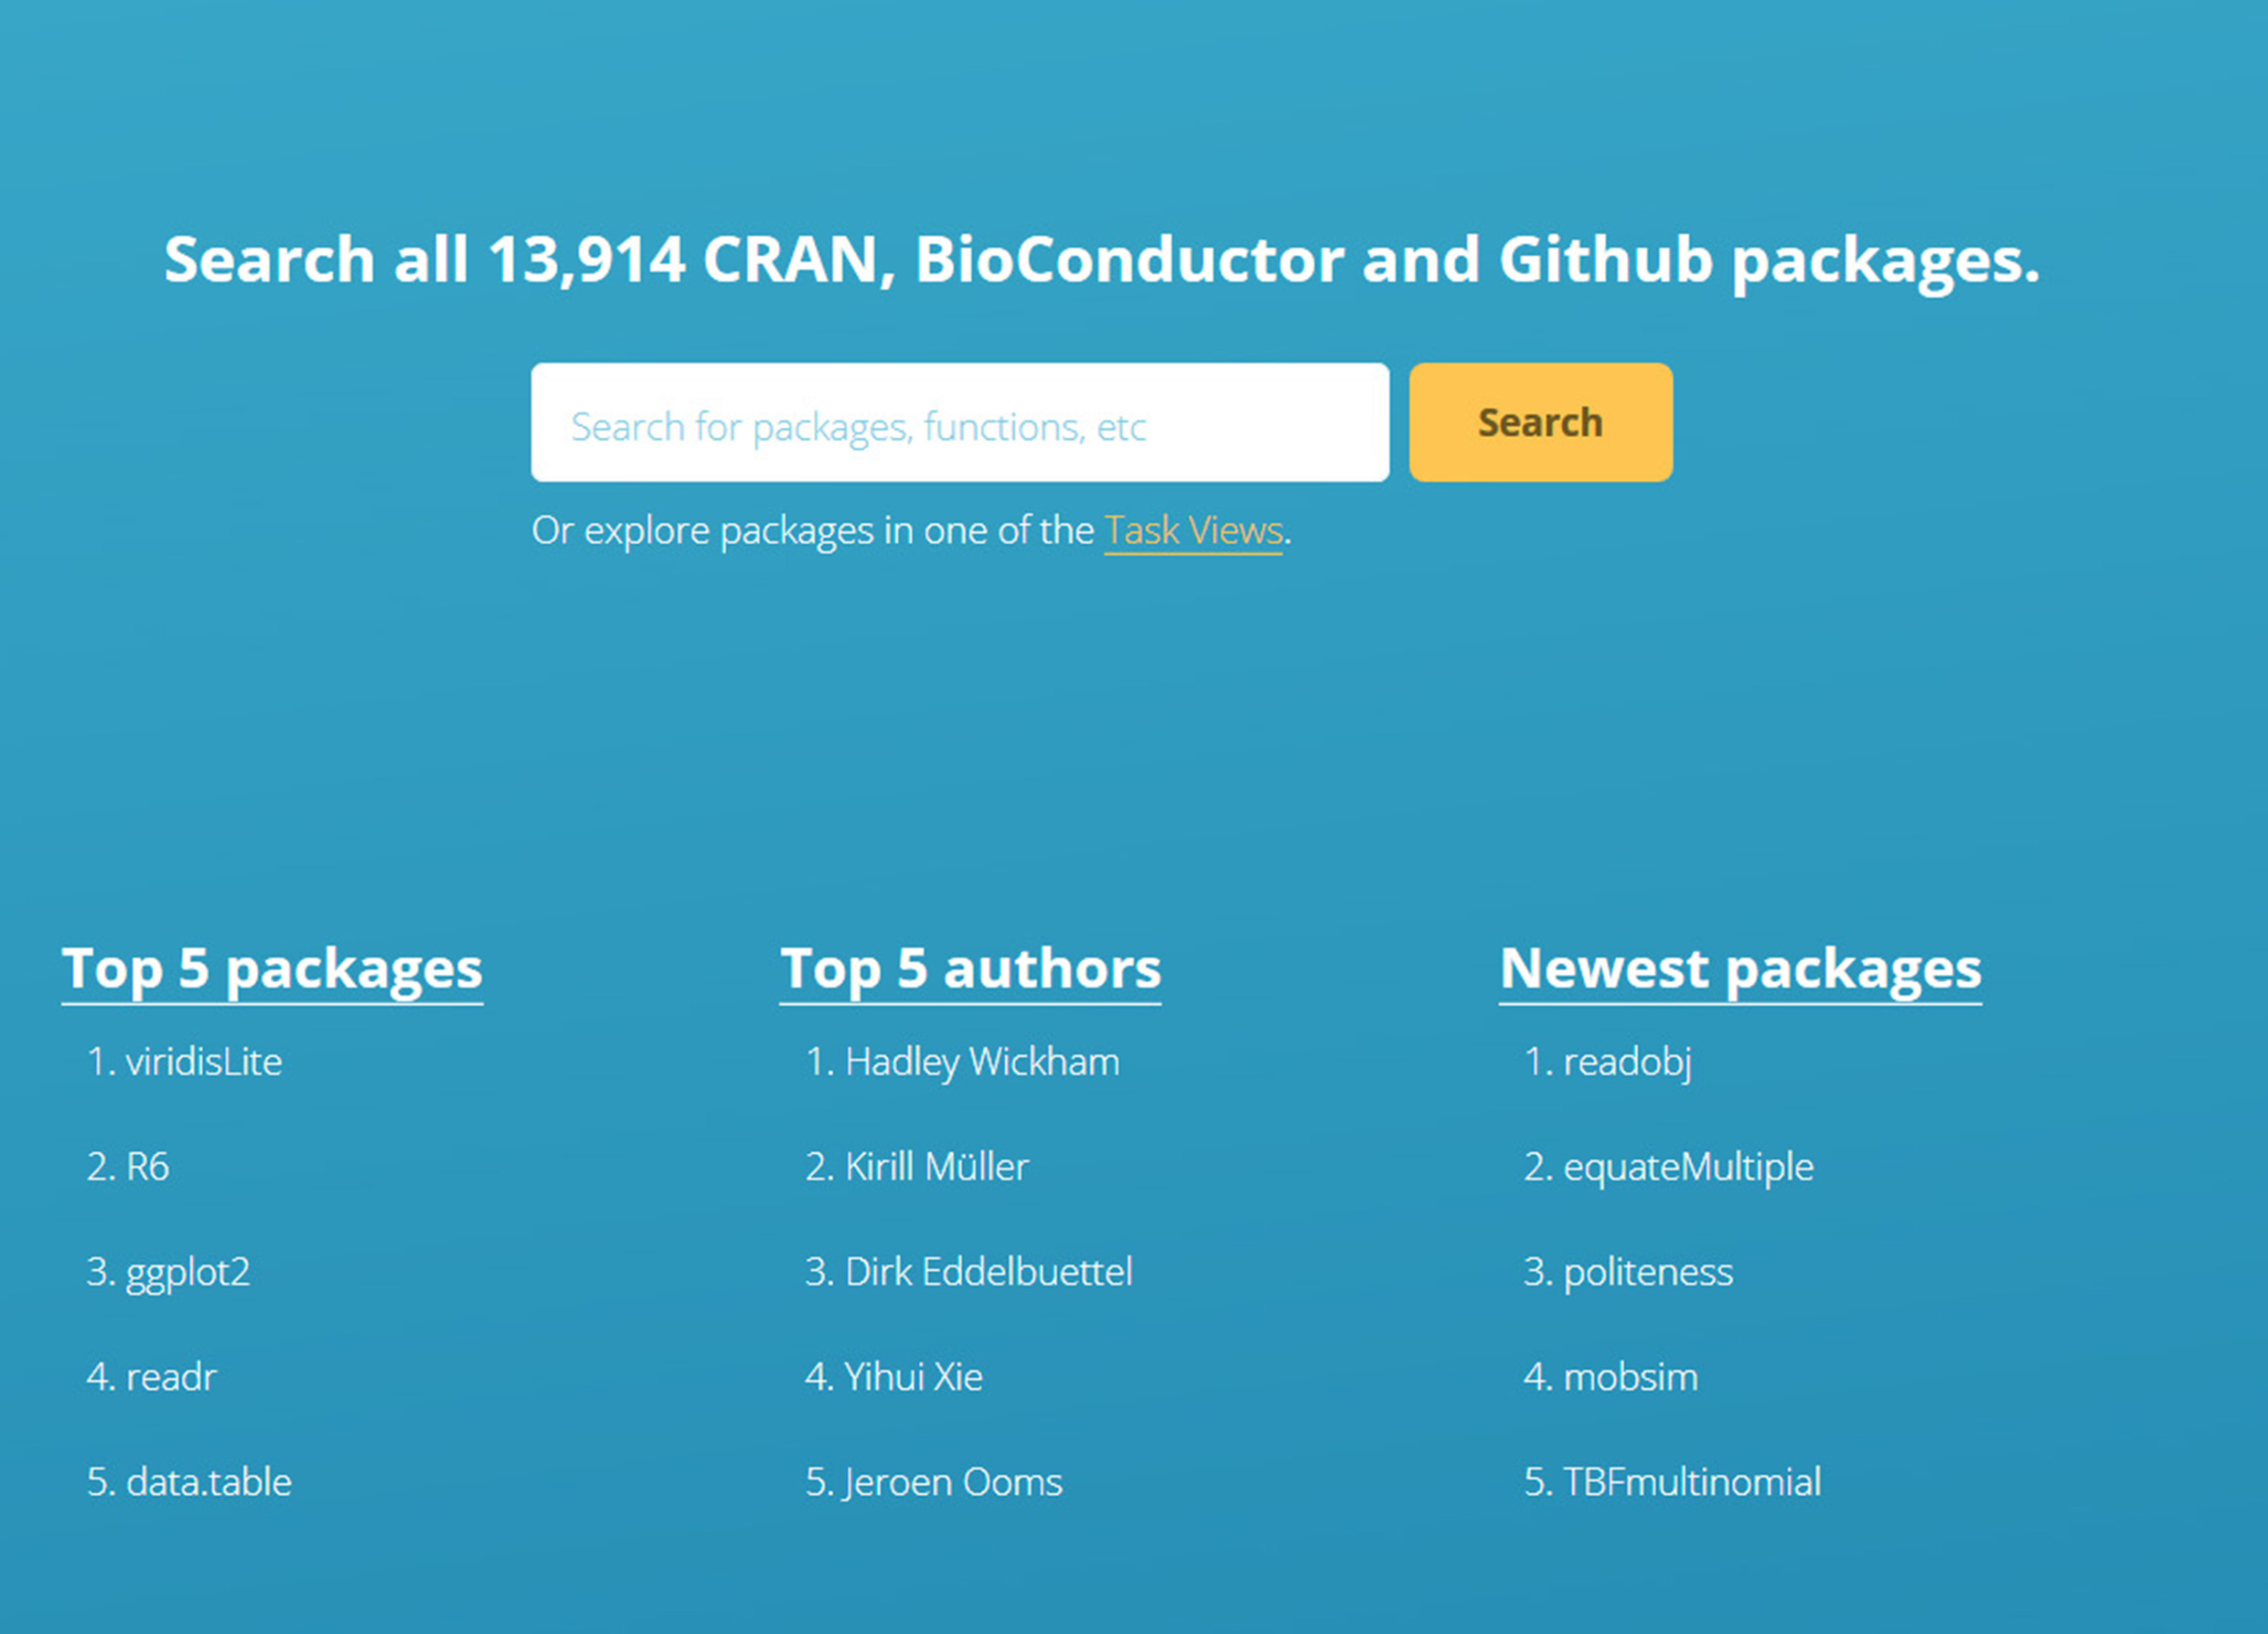 Search all 13,914 CRAN, BioConductor and Github packages.
Search for packages, functions, etc
Search
Or explore packages in one of the Task Views.
Top 5 packages
1. viridisLite
2. R6
3. ggplot2
4. readr
5. data.table
Top 5 authors
1. Hadley Wickham
2. Kirill Müller
3. Dirk Eddelbuettel
4. Yihui Xie
5. Jeroen Ooms
Newest packages
1. readobj
2. equateMultiple
3. politeness
4. mobsim
5. TBFmultinomial